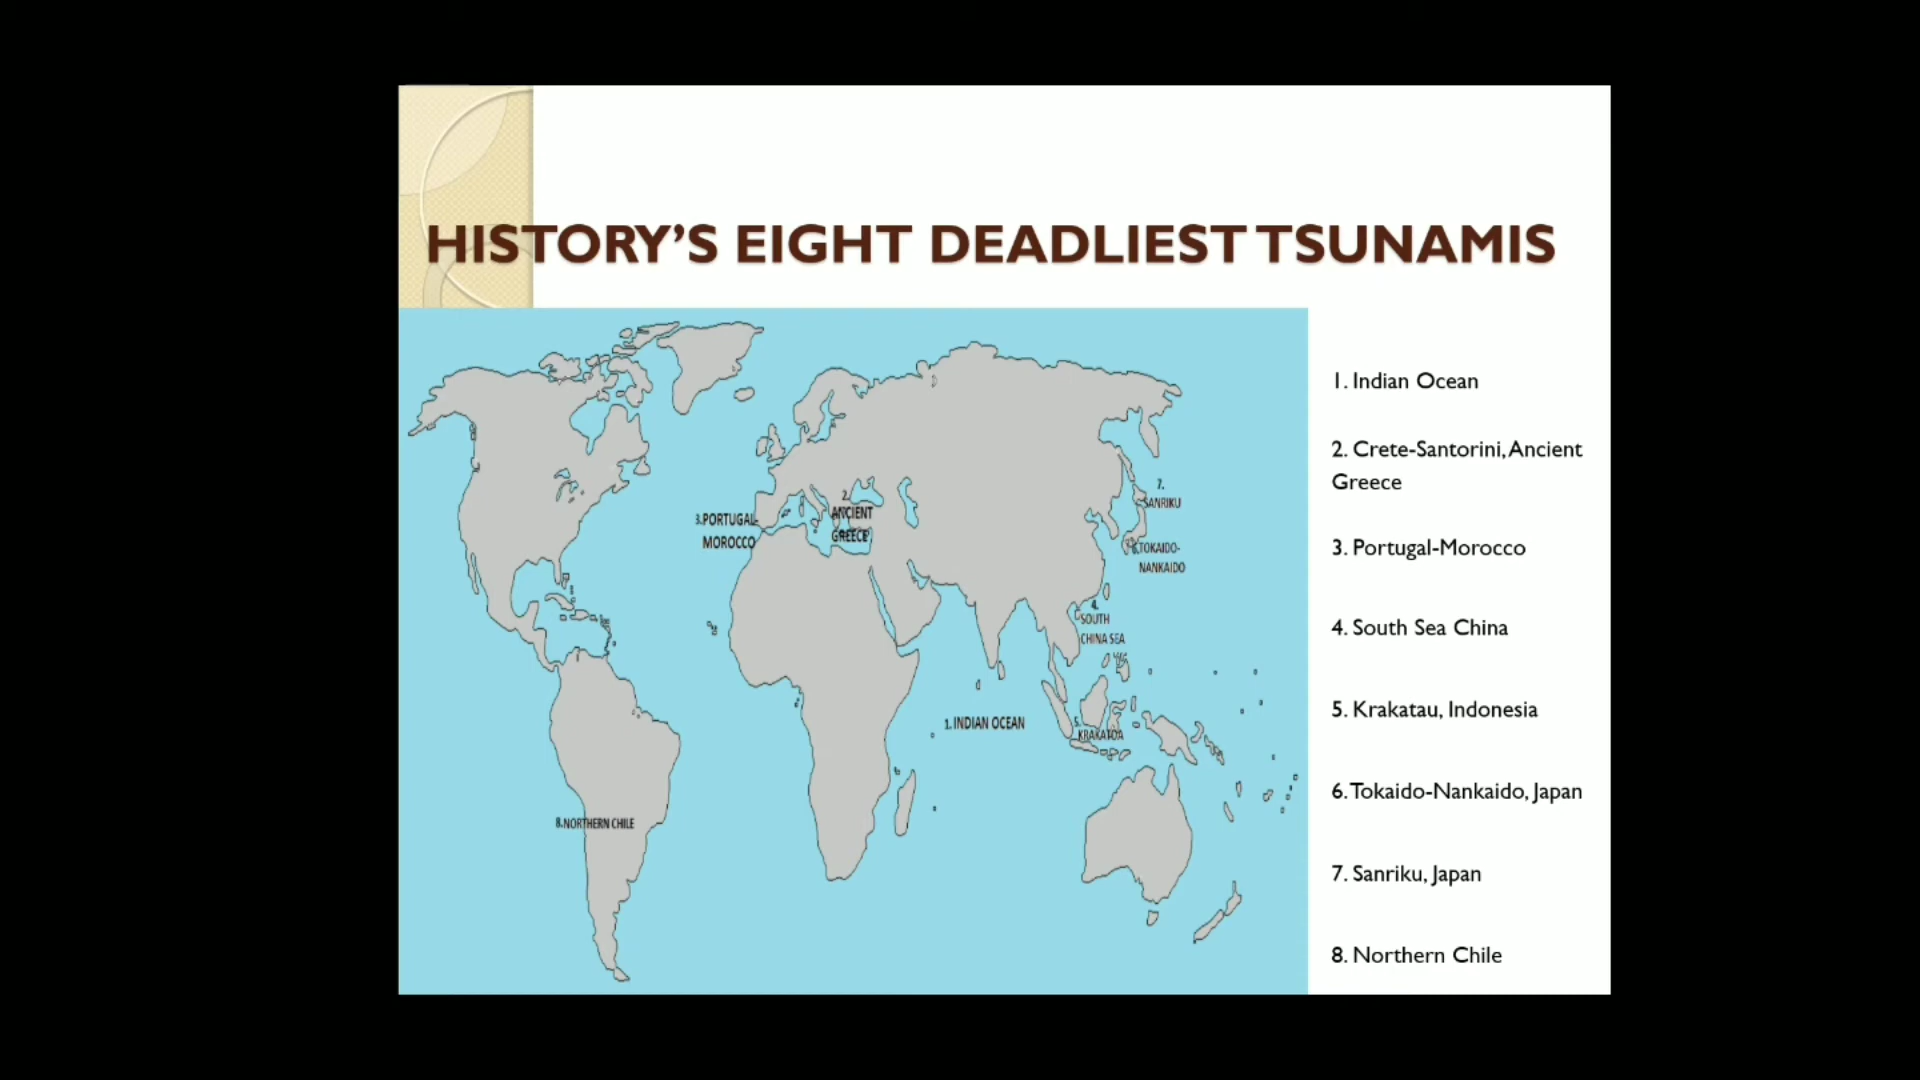 HISTORY'S EIGHT DEADLIEST TSUNAMIS
1. Indian Ocean
2. Crete-Santorini, Ancient
Greece
3. Portugal-Morocco
4. South Sea China
5. Krakatau, Indonesia
6. Tokaido-Nankaido, Japan
7. Sanriku, Japan
8. Northern Chile
7.
SANRIKU
2.
ANCIENT
GREECE
3.PORTUGAL-
MOROCCO
6.TOKAIDO-
NANKAIDO
4.
SOUTH
CHINA SEA
1. INDIAN OCEAN
5.
KRAKATOA
8.NORTHERN CHILE